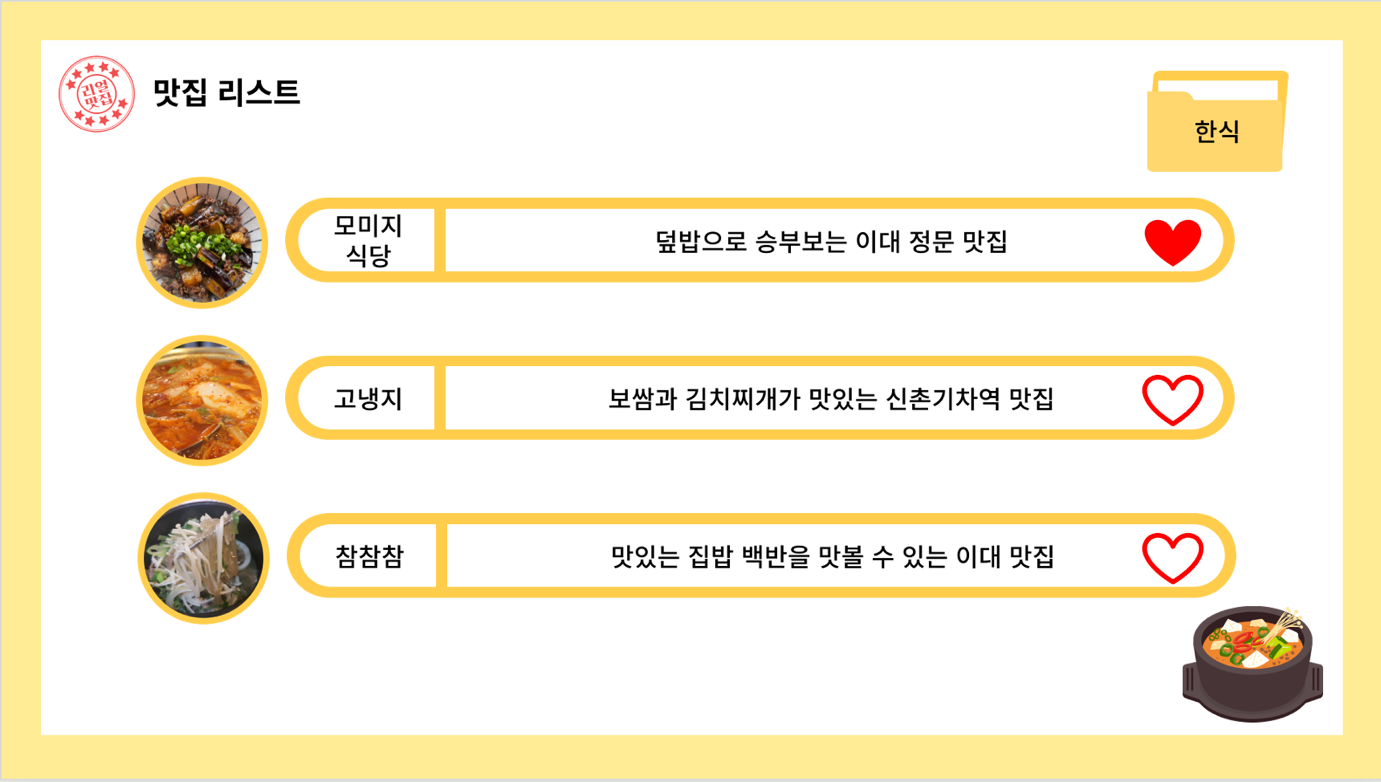 리얼
맛집
맛집 리스트
한식
모미지
식당
덮밥으로 승부보는 이대 정문 맛집
고냉지
보쌈과 김치찌개가 맛있는 신촌기차역 맛집
참참참
맛있는 집밥 백반을 맛볼 수 있는 이대 맛집